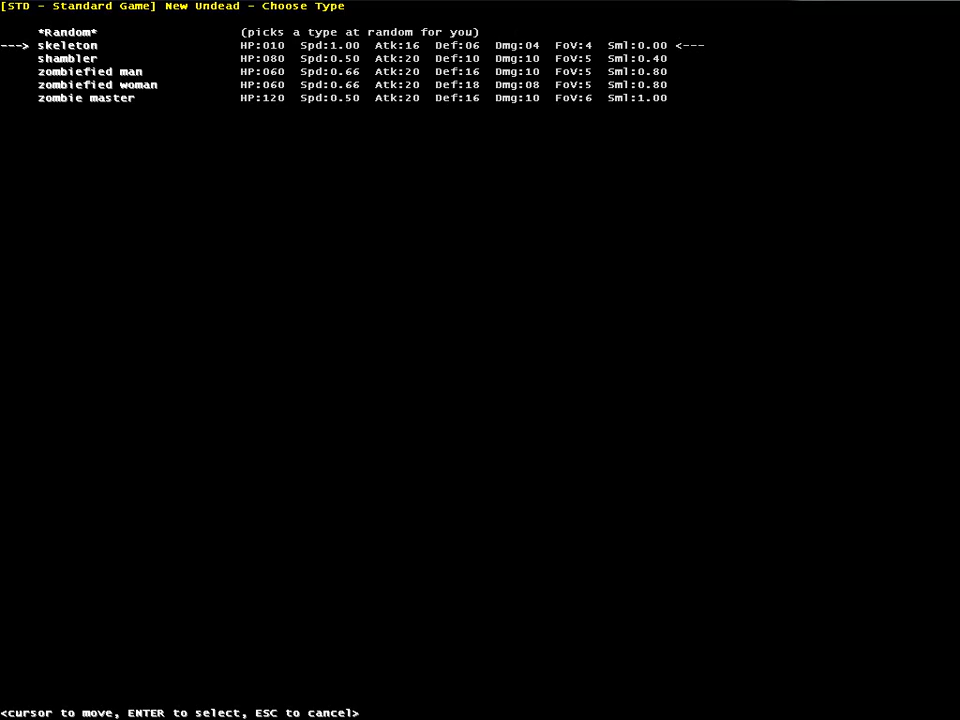 [STD - Standard Game] New Undead - Choose Type
*Random* (picks a type at random for you)
---> skeleton HP:010 Spd:1.00 Atk:16 Def:06 Dmg:04 FoV:4 Sml:0.00 <---
shambler HP:080 Spd:0.50 Atk:20 Def:10 Dmg:10 FoV:5 Sml:0.40
zombiefied man HP:060 Spd:0.66 Atk:20 Def:16 Dmg:10 FoV:5 Sml:0.80
zombiefied woman HP:060 Spd:0.66 Atk:20 Def:18 Dmg:08 FoV:5 Sml:0.80
zombie master HP:120 Spd:0.50 Atk:20 Def:16 Dmg:10 FoV:6 Sml:1.00
<cursor to move, ENTER to select, ESC to cancel>